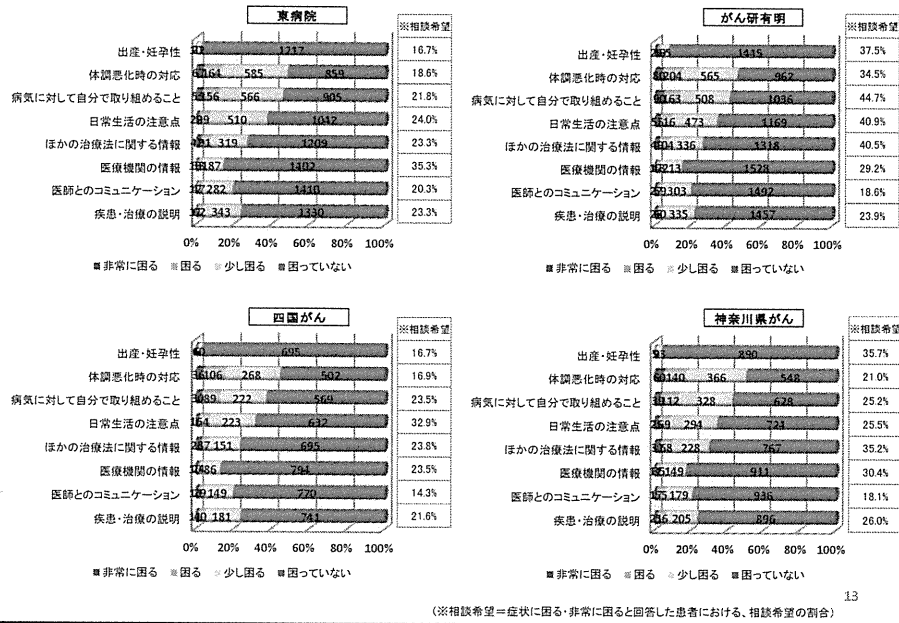 東病院
※相談希望
出産・妊孕性 1217 16.7%
体調悪化時の対応 164 585 859 18.6%
病気に対して自分で取り組めること 156 566 905 21.8%
日常生活の注意点 510 1042 24.0%
ほかの治療法に関する情報 319 1209 23.3%
医療機関の情報 187 1402 35.3%
医師とのコミュニケーション 282 1410 20.3%
疾患・治療の説明 343 1330 23.3%
0% 20% 40% 60% 80% 100%
■非常に困る ■困る ■少し困る ■困っていない
がん研有明
※相談希望
出産・妊孕性 1445 37.5%
体調悪化時の対応 204 565 962 34.5%
病気に対して自分で取り組めること 163 508 1036 44.7%
日常生活の注意点 116 473 1169 40.9%
ほかの治療法に関する情報 104 336 1318 40.5%
医療機関の情報 213 1528 29.2%
医師とのコミュニケーション 303 1492 18.6%
疾患・治療の説明 335 1457 23.9%
0% 20% 40% 60% 80% 100%
■非常に困る ■困る ■少し困る ■困っていない
四国がん
※相談希望
出産・妊孕性 695 16.7%
体調悪化時の対応 36 106 268 502 16.9%
病気に対して自分で取り組めること 30 89 222 569 23.5%
日常生活の注意点 223 632 32.9%
ほかの治療法に関する情報 151 695 23.8%
医療機関の情報 86 794 23.5%
医師とのコミュニケーション 149 770 14.3%
疾患・治療の説明 181 741 21.6%
0% 20% 40% 60% 80% 100%
■非常に困る ■困る ■少し困る ■困っていない
神奈川県がん
※相談希望
出産・妊孕性 890 35.7%
体調悪化時の対応 60 140 366 548 21.0%
病気に対して自分で取り組めること 112 328 628 25.2%
日常生活の注意点 294 721 25.5%
ほかの治療法に関する情報 68 228 767 35.2%
医療機関の情報 149 911 30.4%
医師とのコミュニケーション 179 936 18.1%
疾患・治療の説明 205 896 26.0%
0% 20% 40% 60% 80% 100%
■非常に困る ■困る ■少し困る ■困っていない
13
(※相談希望＝症状に困る・非常に困ると回答した患者における、相談希望の割合)